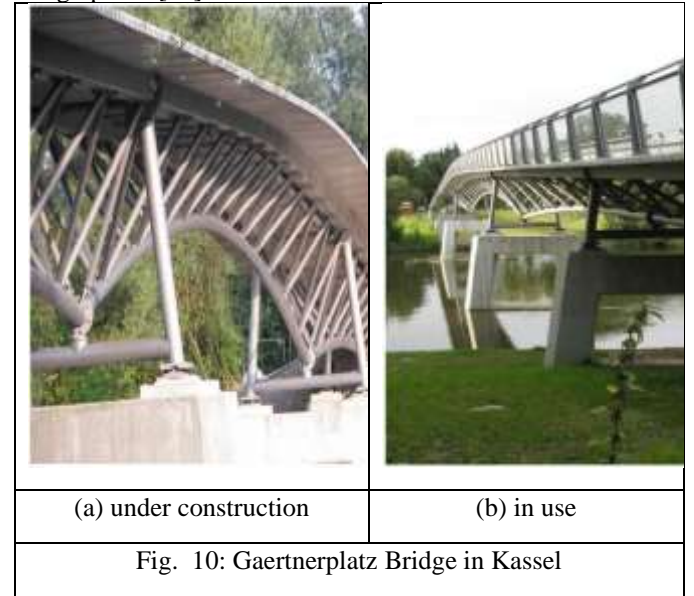 (a) under construction
(b) in use
Fig. 10: Gaertnerplatz Bridge in Kassel